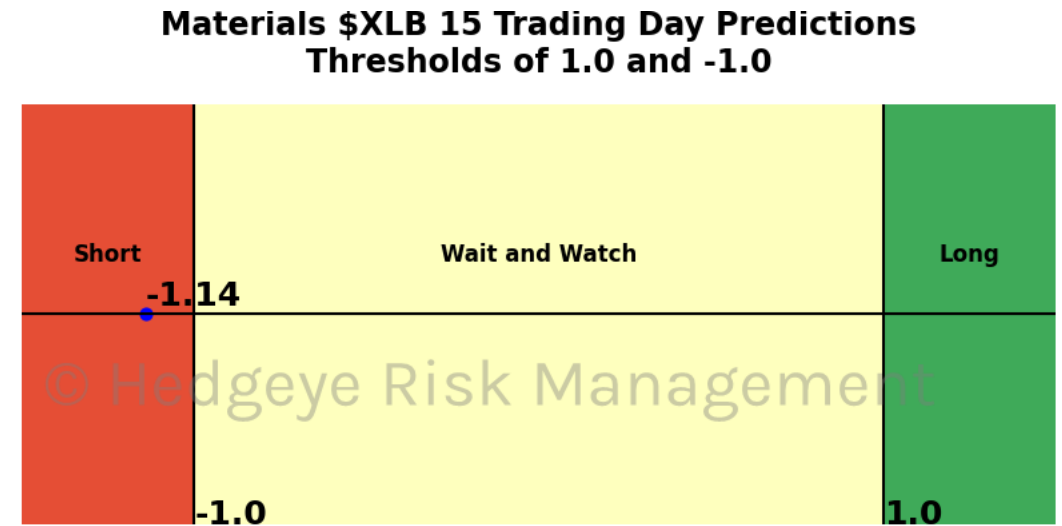 Materials $XLB 15 Trading Day Predictions
Thresholds of 1.0 and -1.0
Short
Wait and Watch
Long
-1.14
© Hedgeye Risk Management
-1.0
1.0